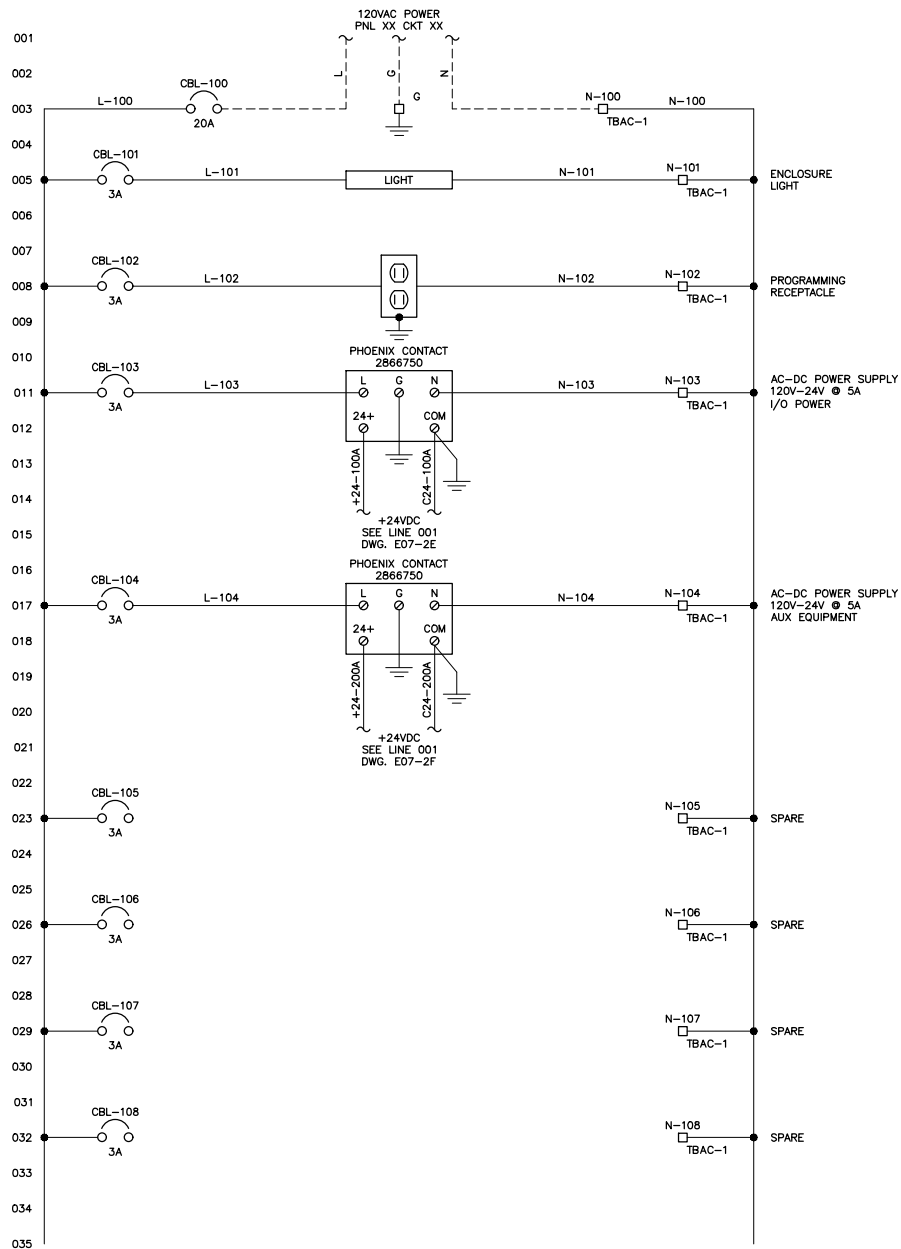 120VAC POWER
PNL XX CKT XX
001
002
L
G
N
CBL-100
G
N-100
003
L-100
N-100
20A
TBAC-1
004
CBL-101
005
L-101
LIGHT
N-101
N-101
ENCLOSURE
LIGHT
3A
TBAC-1
006
007
CBL-102
008
L-102
N-102
N-102
PROGRAMMING
RECEPTACLE
3A
TBAC-1
009
010
PHOENIX CONTACT
2866750
CBL-103
011
L-103
L G N
N-103
N-103
AC-DC POWER SUPPLY
120V-24V @ 5A
I/O POWER
3A
TBAC-1
012
24+ COM
013
+24-100A
C24-100A
014
015
+24VDC
SEE LINE 001
DWG. E07-2E
016
PHOENIX CONTACT
2866750
CBL-104
017
L-104
L G N
N-104
N-104
AC-DC POWER SUPPLY
120V-24V @ 5A
AUX EQUIPMENT
3A
TBAC-1
018
24+ COM
019
+24-200A
C24-200A
020
021
+24VDC
SEE LINE 001
DWG. E07-2F
022
CBL-105
N-105
023
SPARE
3A
TBAC-1
024
025
CBL-106
N-106
026
SPARE
3A
TBAC-1
027
028
CBL-107
N-107
029
SPARE
3A
TBAC-1
030
031
CBL-108
N-108
032
SPARE
3A
TBAC-1
033
034
035